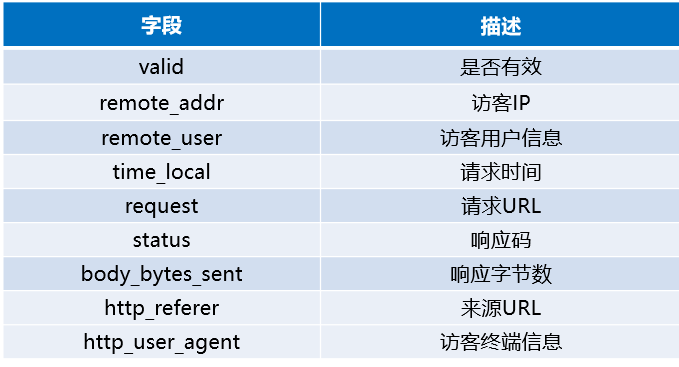 字段 描述
valid 是否有效
remote_addr 访客IP
remote_user 访客用户信息
time_local 请求时间
request 请求URL
status 响应码
body_bytes_sent 响应字节数
http_referer 来源URL
http_user_agent 访客终端信息